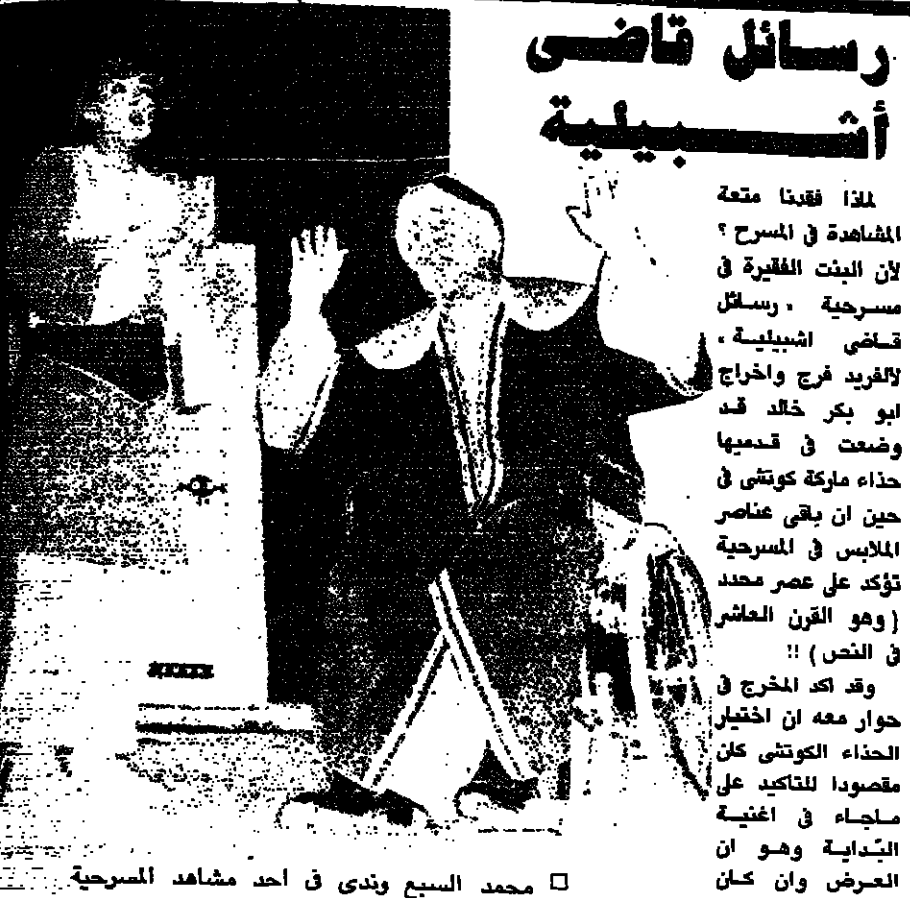 رسائل قاضى
أشبيلية
لماذا فقدنا متعة
المشاهدة فى المسرح ؟
لأن البنت الفقيرة فى
مسرحية « رسائل
قاضى اشبيلية »
لألفريد فرج واخراج
ابو بكر خالد قد
وضعت فى قدميها
حذاء ماركة كوتشى فى
حين ان باقى عناصر
الملابس فى المسرحية
تؤكد على عصر محدد
( وهو القرن العاشر
فى النص ) !!
وقد اكد المخرج فى
حوار معه ان اختيار
الحذاء الكوتشى كان
مقصودا للتاكيد على
ماجاء فى اغنية
البداية وهو ان
العرض وان كان
□ محمد السبع وندى فى احد مشاهد المسرحية